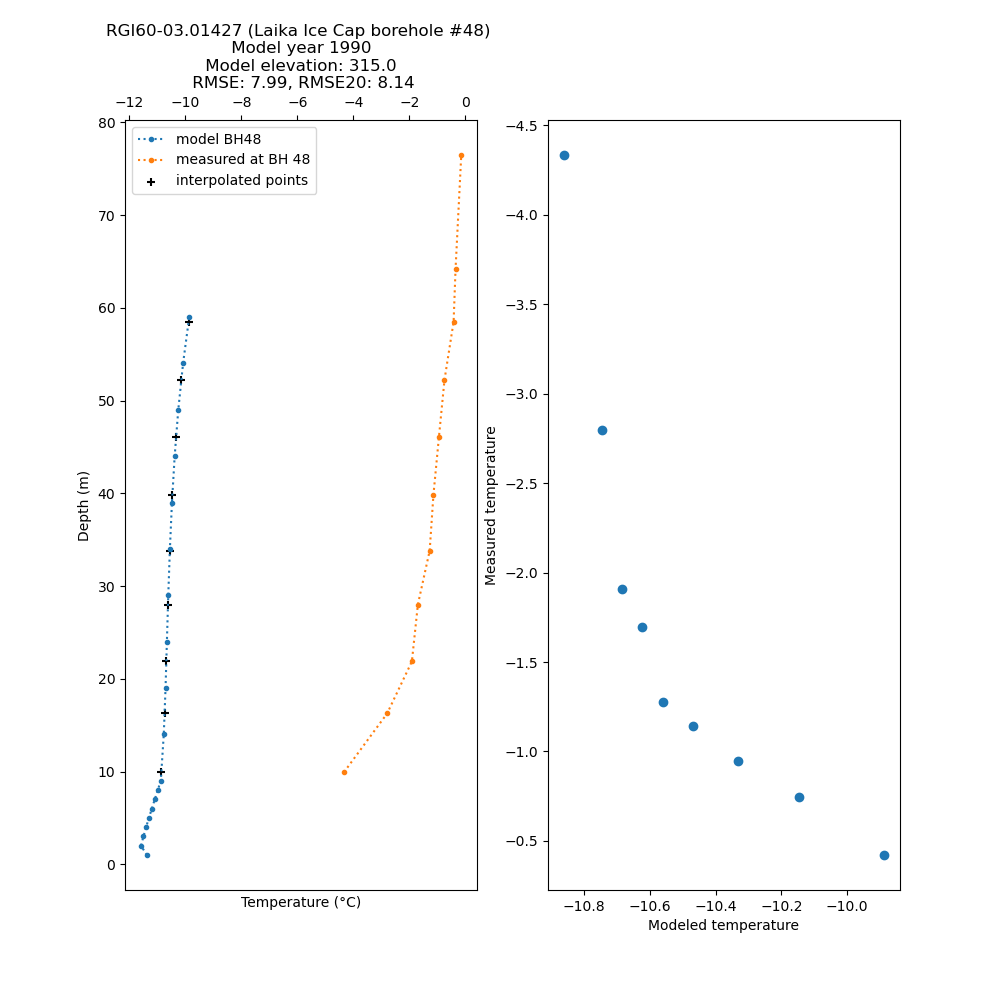 RGI60-03.01427 (Laika Ice Cap borehole #48)
Model year 1990
Model elevation: 315.0
RMSE: 7.99, RMSE20: 8.14
−12 −10 −8 −6 −4 −2 0
model BH48
measured at BH 48
interpolated points
80
70
60
50
40
30
20
10
0
Depth (m)
Temperature (°C)
−4.5
−4.0
−3.5
−3.0
−2.5
−2.0
−1.5
−1.0
−0.5
Measured temperature
−10.8 −10.6 −10.4 −10.2 −10.0
Modeled temperature